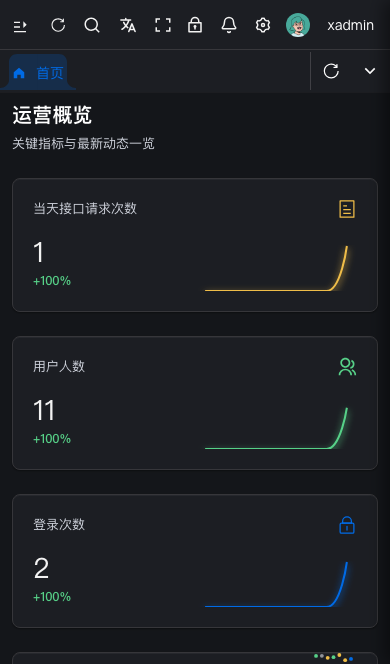 xadmin
首页
运营概览
关键指标与最新动态一览
当天接口请求次数
1
+100%
用户人数
11
+100%
登录次数
2
+100%